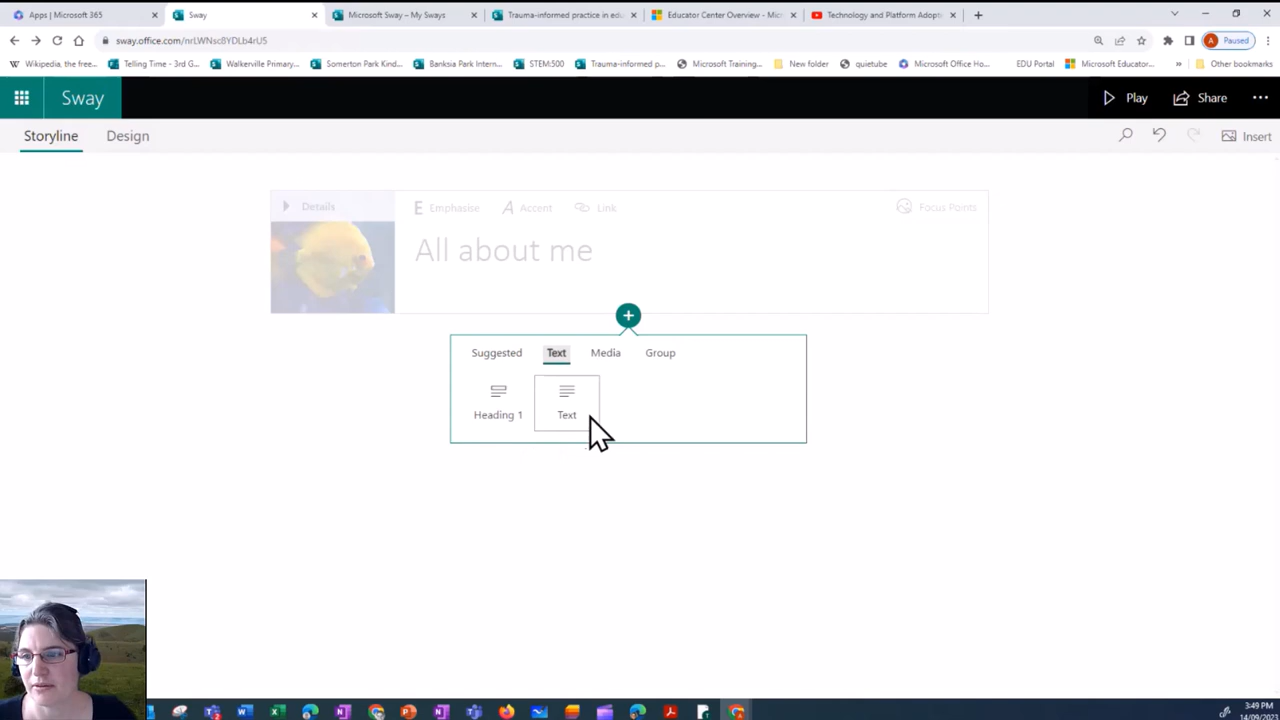 Apps | Microsoft 365
Sway
Microsoft Sway – My Sways
Trauma-informed practice in edu
Educator Center Overview - Micr
Technology and Platform Adopti
sway.office.com/nrLWNsc8YDLb4rU5
A Paused
Wikipedia, the free...
Telling Time - 3rd G...
Walkerville Primary...
Somerton Park Kind...
Banksia Park Intern...
STEM:500
Trauma-informed p...
Microsoft Training...
New folder
quietube
Microsoft Office Ho...
EDU Portal
Microsoft Educator...
» Other bookmarks
Sway
Play
Share
Storyline
Design
Insert
Details
E Emphasise
A Accent
Link
Focus Points
All about me
Suggested
Text
Media
Group
Heading 1
Text
3:49 PM
14/09/2023